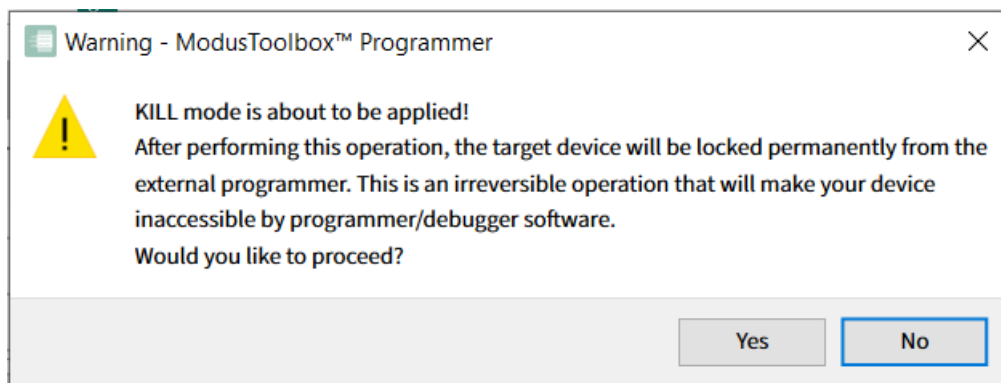 Warning - ModusToolbox™ Programmer
KILL mode is about to be applied!
After performing this operation, the target device will be locked permanently from the
external programmer. This is an irreversible operation that will make your device
inaccessible by programmer/debugger software.
Would you like to proceed?
Yes No